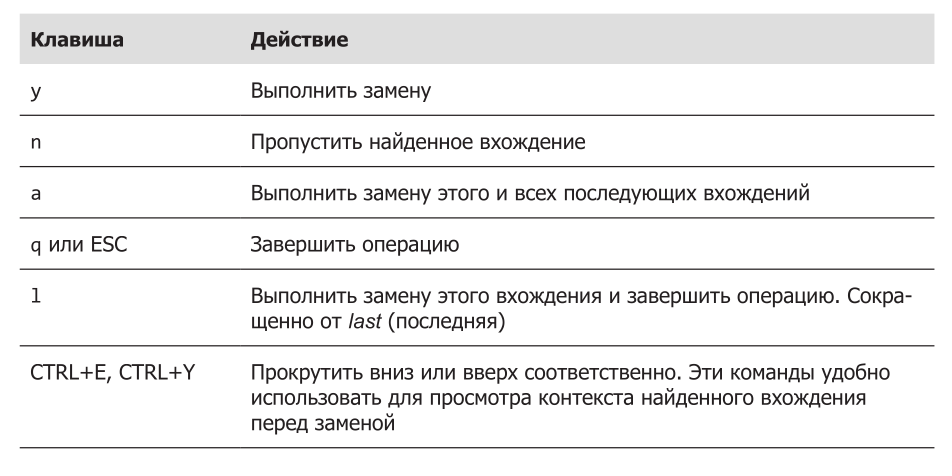 Клавиша Действие
y Выполнить замену
n Пропустить найденное вхождение
a Выполнить замену этого и всех последующих вхождений
q или ESC Завершить операцию
l Выполнить замену этого вхождения и завершить операцию. Сокра-
щенно от last (последняя)
CTRL+E, CTRL+Y Прокрутить вниз или вверх соответственно. Эти команды удобно
использовать для просмотра контекста найденного вхождения
перед заменой